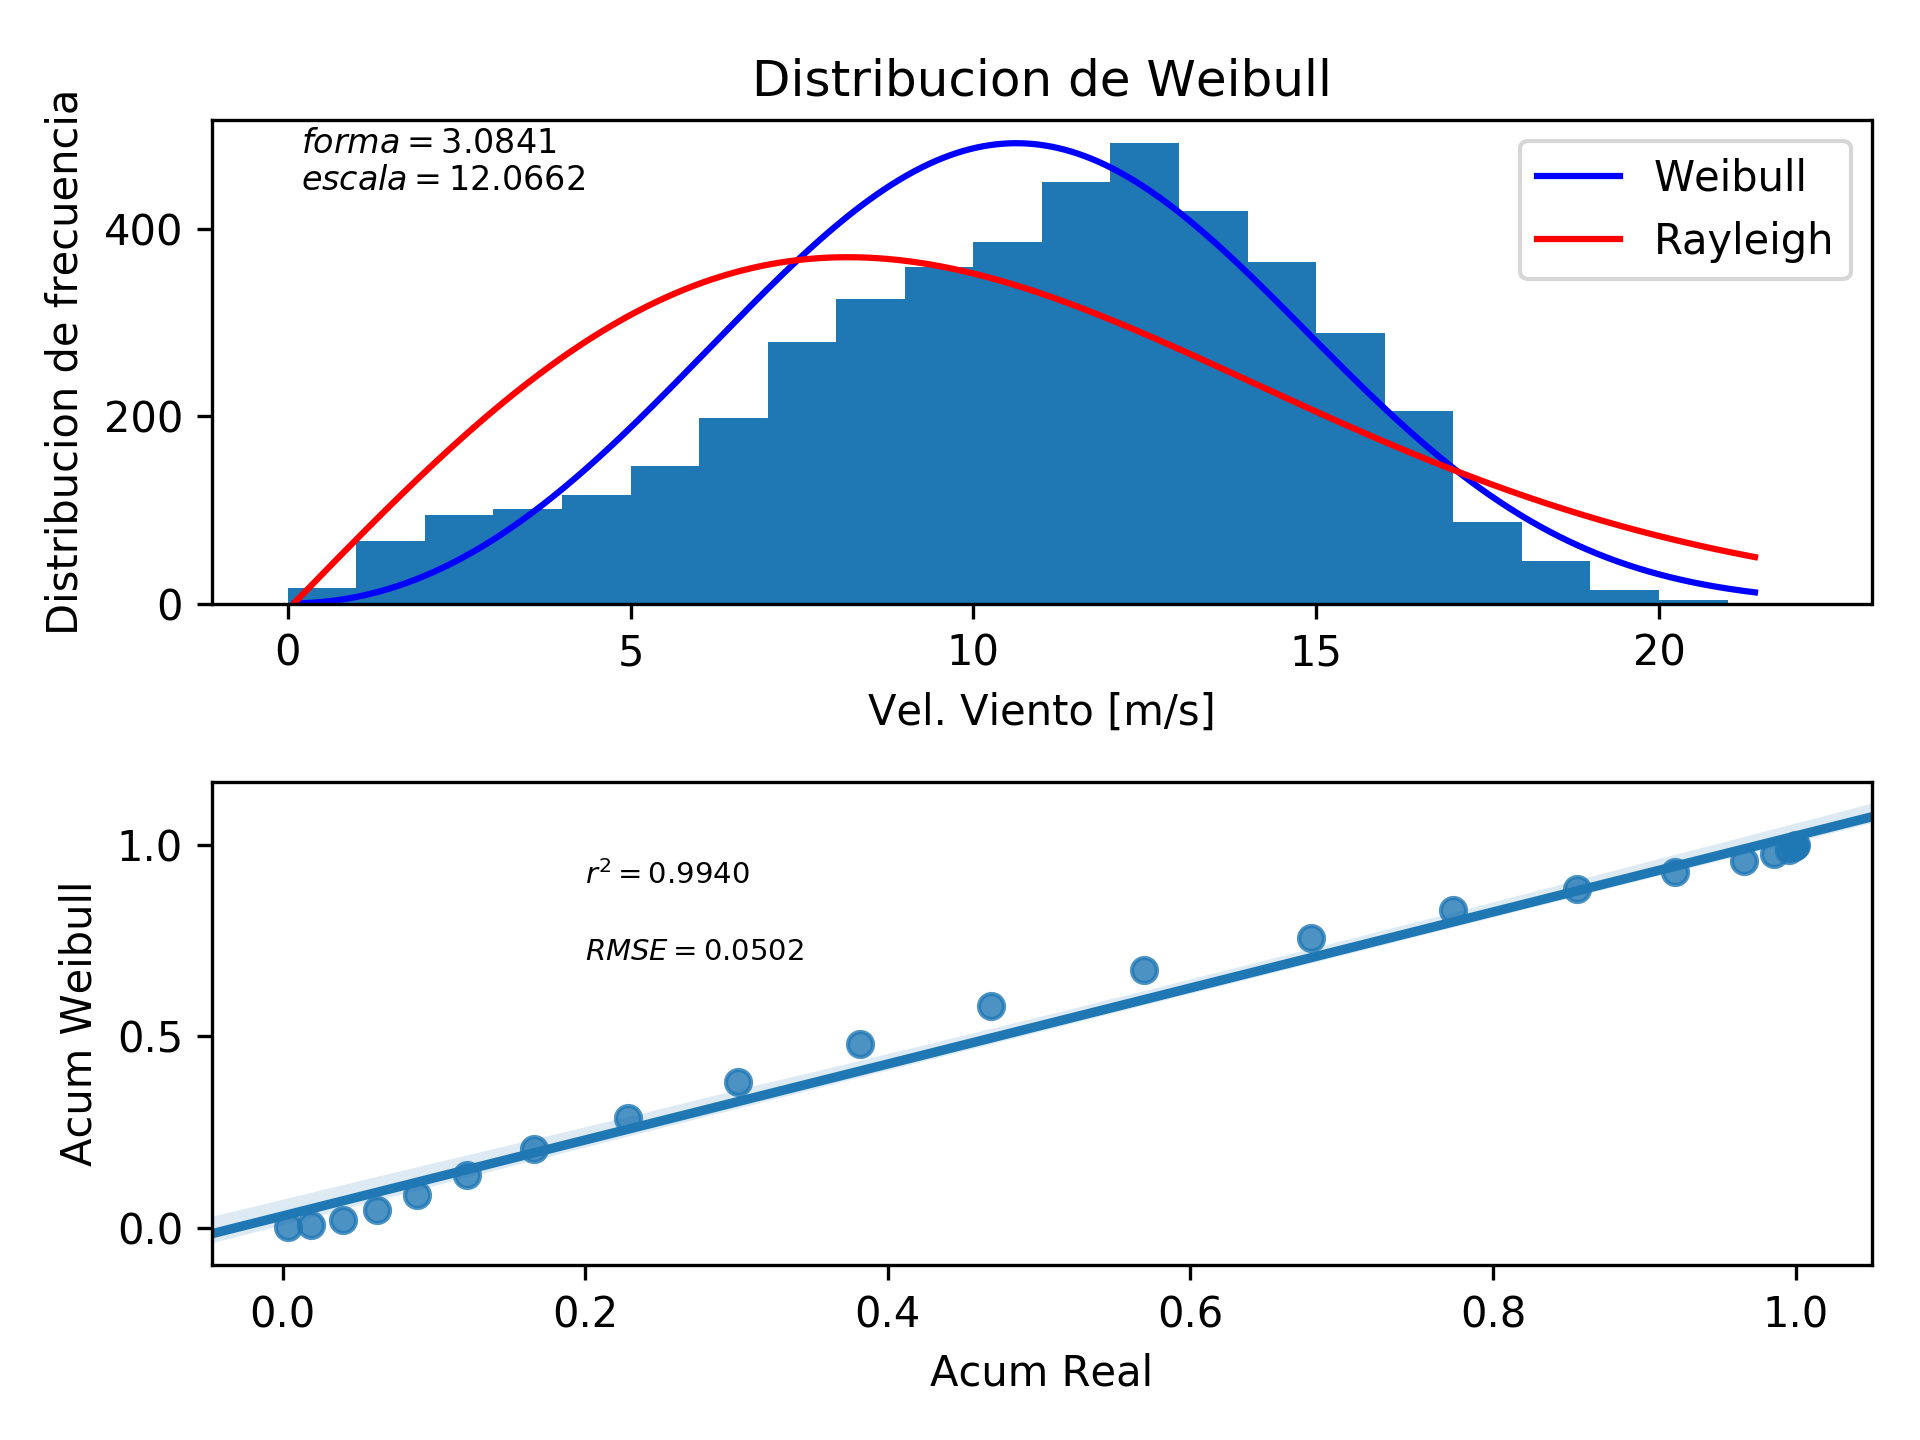 Distribucion de Weibull
forma = 3.0841
escala = 12.0662
Weibull
Rayleigh
Distribucion de frecuencia
400
200
0
0 5 10 15 20
Vel. Viento [m/s]
r² = 0.9940
RMSE = 0.0502
Acum Weibull
1.0
0.5
0.0
0.0 0.2 0.4 0.6 0.8 1.0
Acum Real